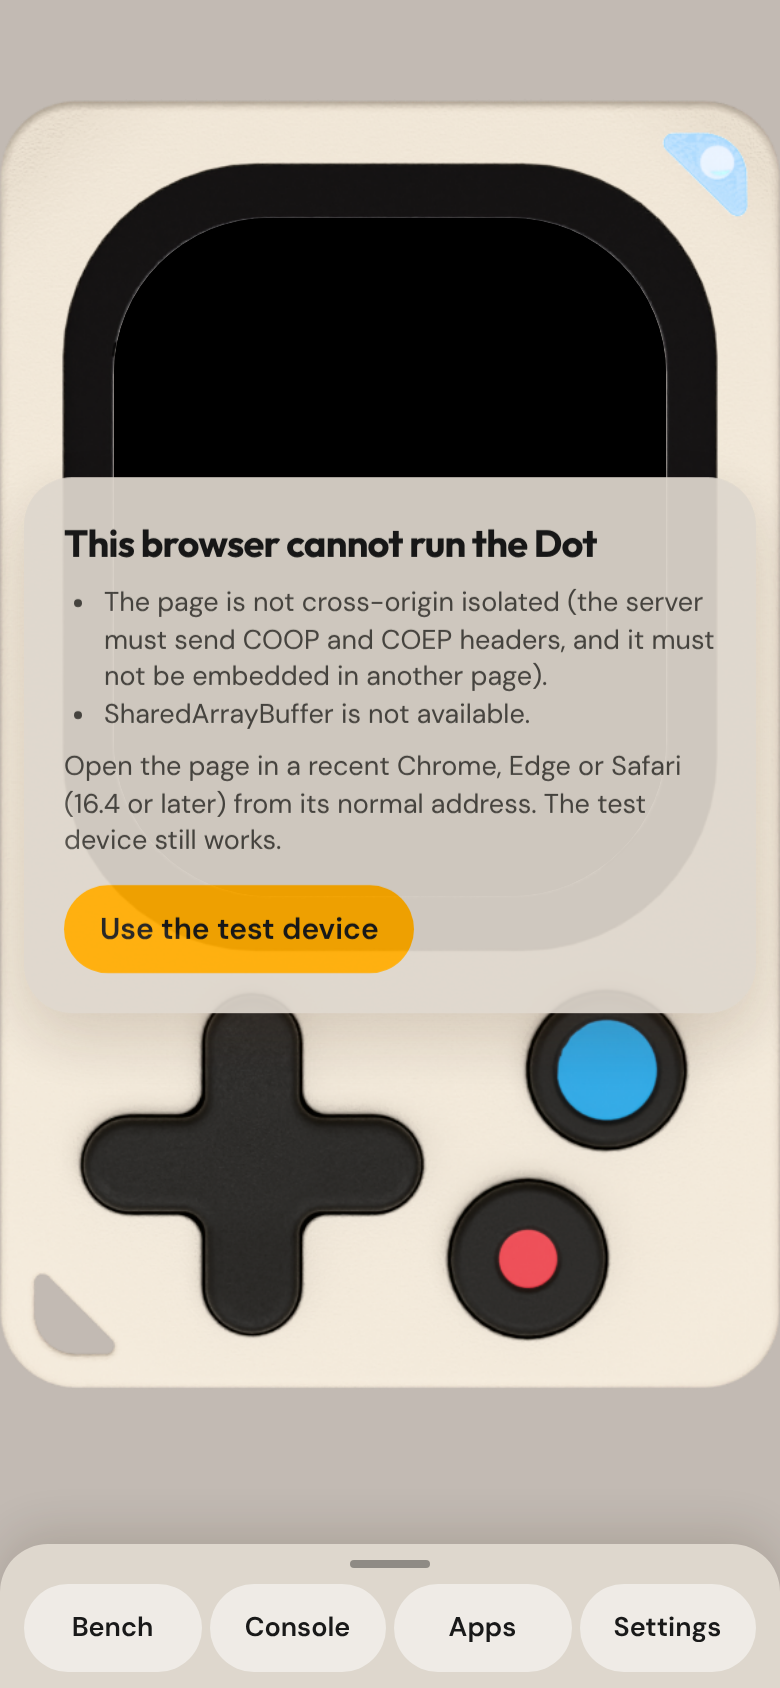 This browser cannot run the Dot
• The page is not cross-origin isolated (the server
must send COOP and COEP headers, and it must
not be embedded in another page).
• SharedArrayBuffer is not available.
Open the page in a recent Chrome, Edge or Safari
(16.4 or later) from its normal address. The test
device still works.
Use the test device
Bench Console Apps Settings